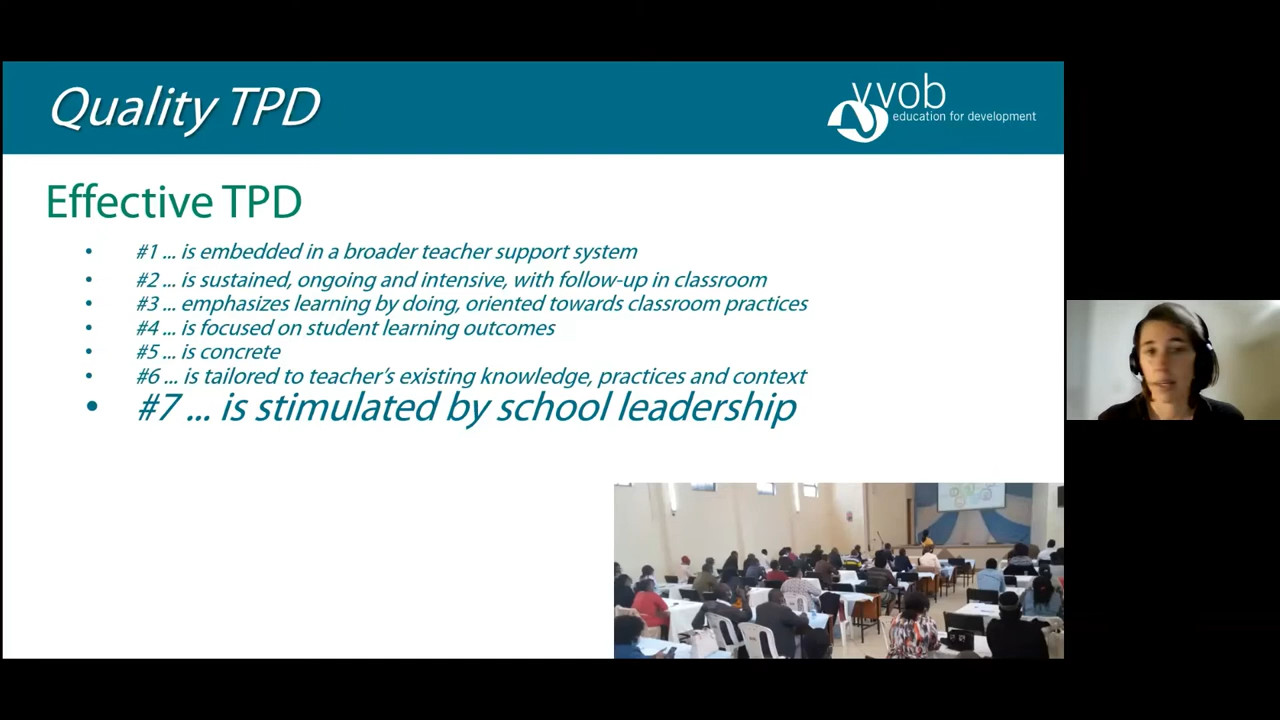 Quality TPD
vvob
education for development
Effective TPD
• #1 ... is embedded in a broader teacher support system
• #2 ... is sustained, ongoing and intensive, with follow-up in classroom
• #3 ... emphasizes learning by doing, oriented towards classroom practices
• #4 ... is focused on student learning outcomes
• #5 ... is concrete
• #6 ... is tailored to teacher's existing knowledge, practices and context
• #7 ... is stimulated by school leadership